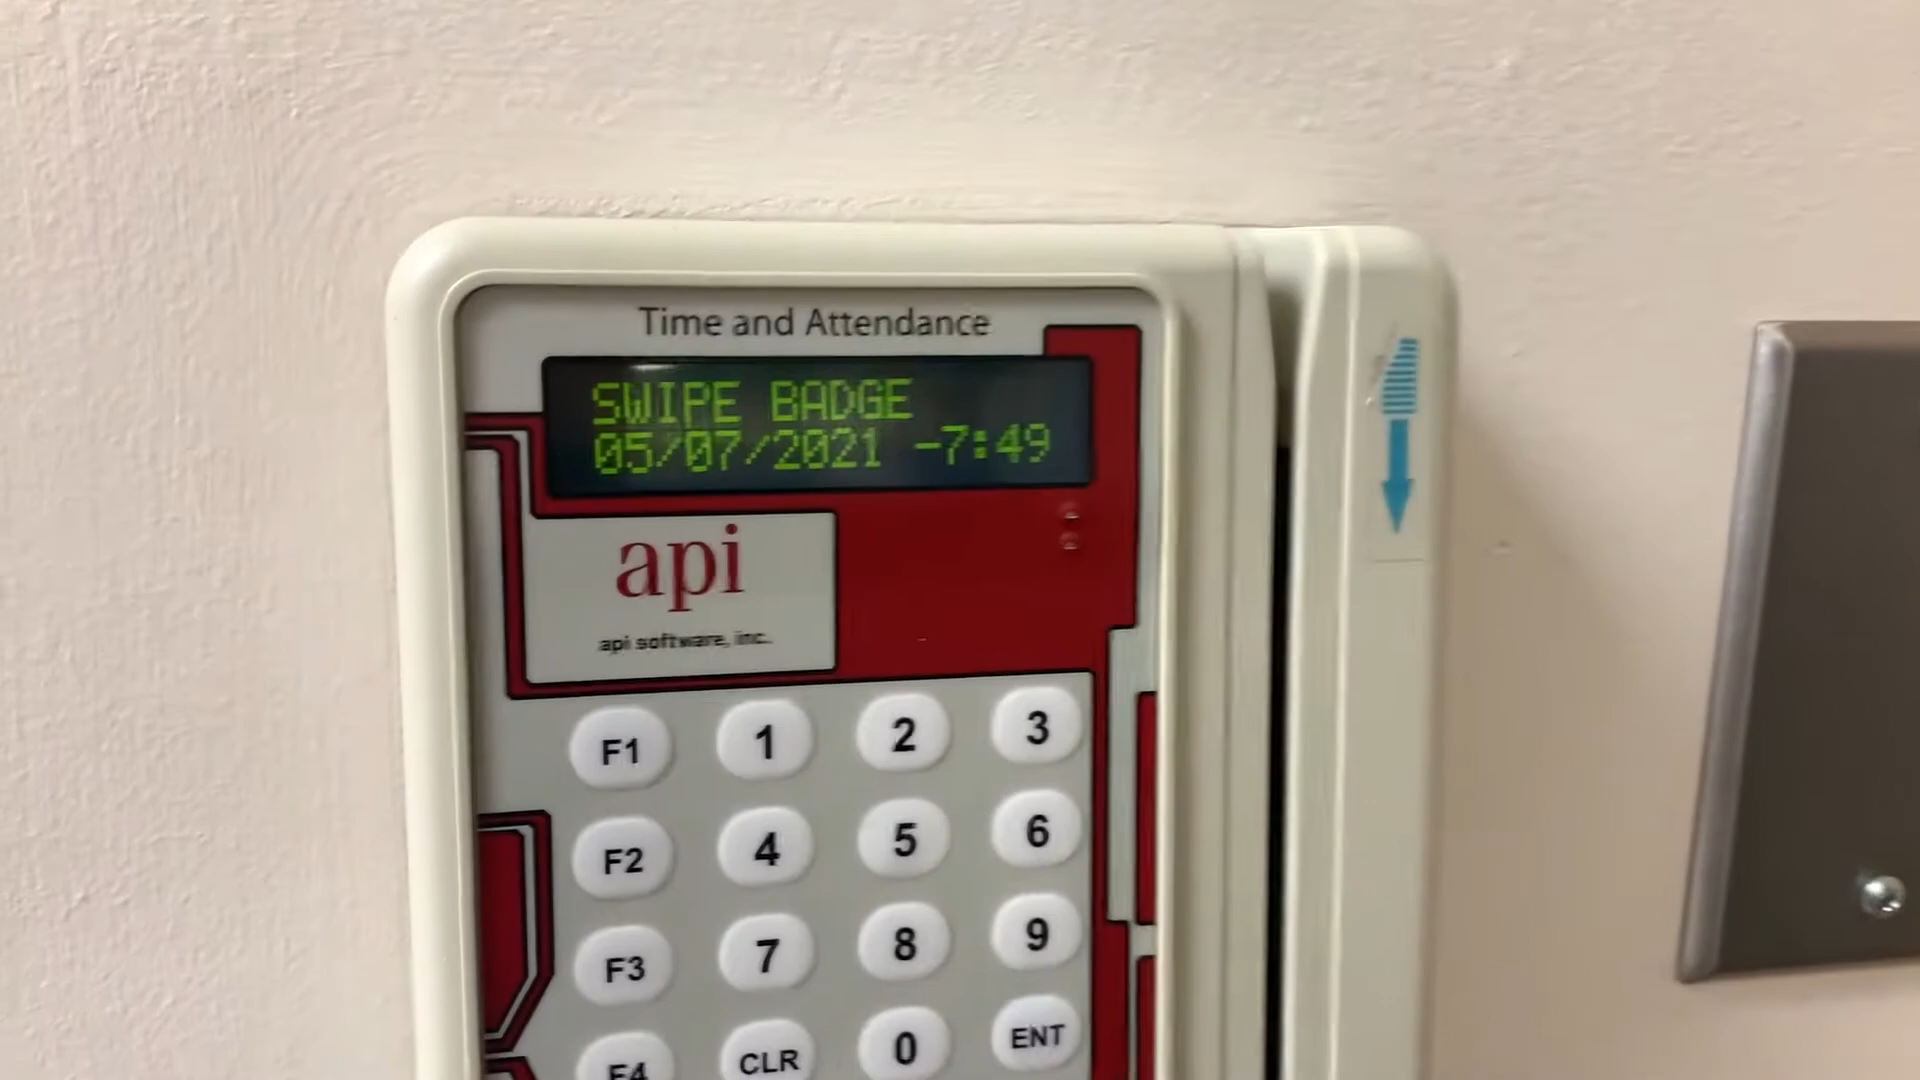 Time and Attendance
SWIPE BADGE
05/07/2021 -7:49
api
api software, inc.
F1 1 2 3
F2 4 5 6
F3 7 8 9
F4 CLR 0 ENT